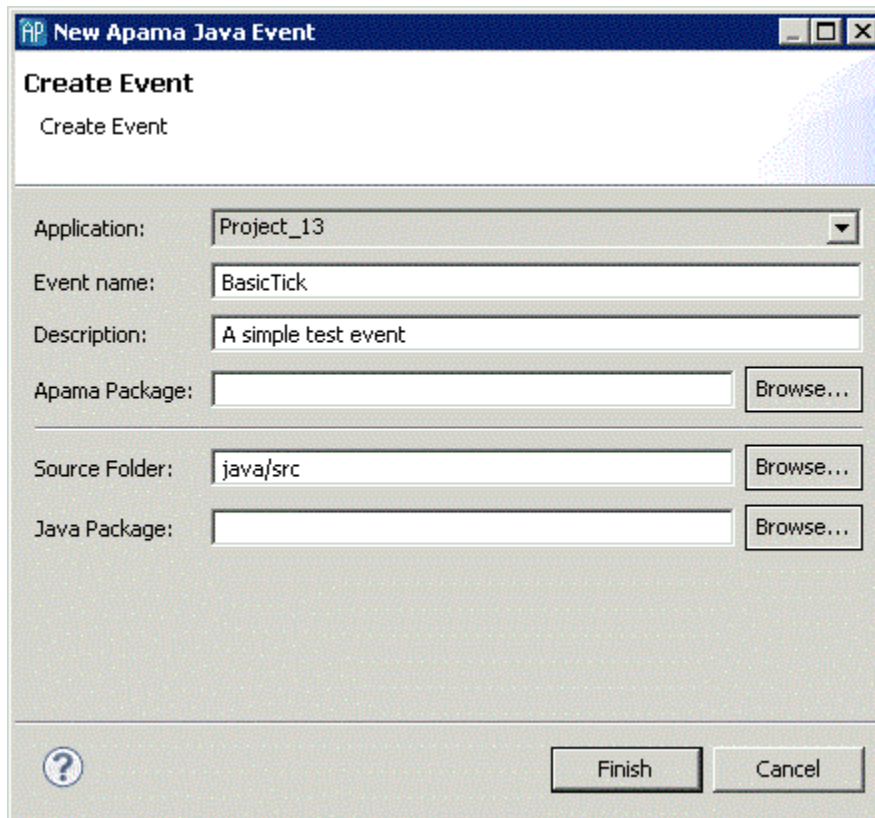 AP New Apama Java Event
Create Event
Create Event
Application: Project_13
Event name: BasicTick
Description: A simple test event
Apama Package: Browse...
Source Folder: java/src Browse...
Java Package: Browse...
? Finish Cancel